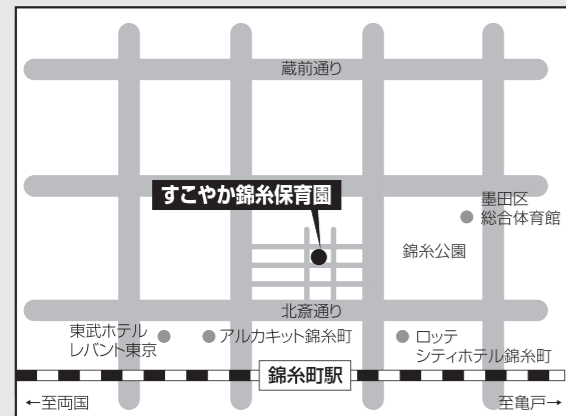 蔵前通り
すこやか錦糸保育園
墨田区
総合体育館
錦糸公園
北斎通り
東武ホテル
レバント東京
アルカキット錦糸町
ロッテ
シティホテル錦糸町
錦糸町駅
←至両国
至亀戸→